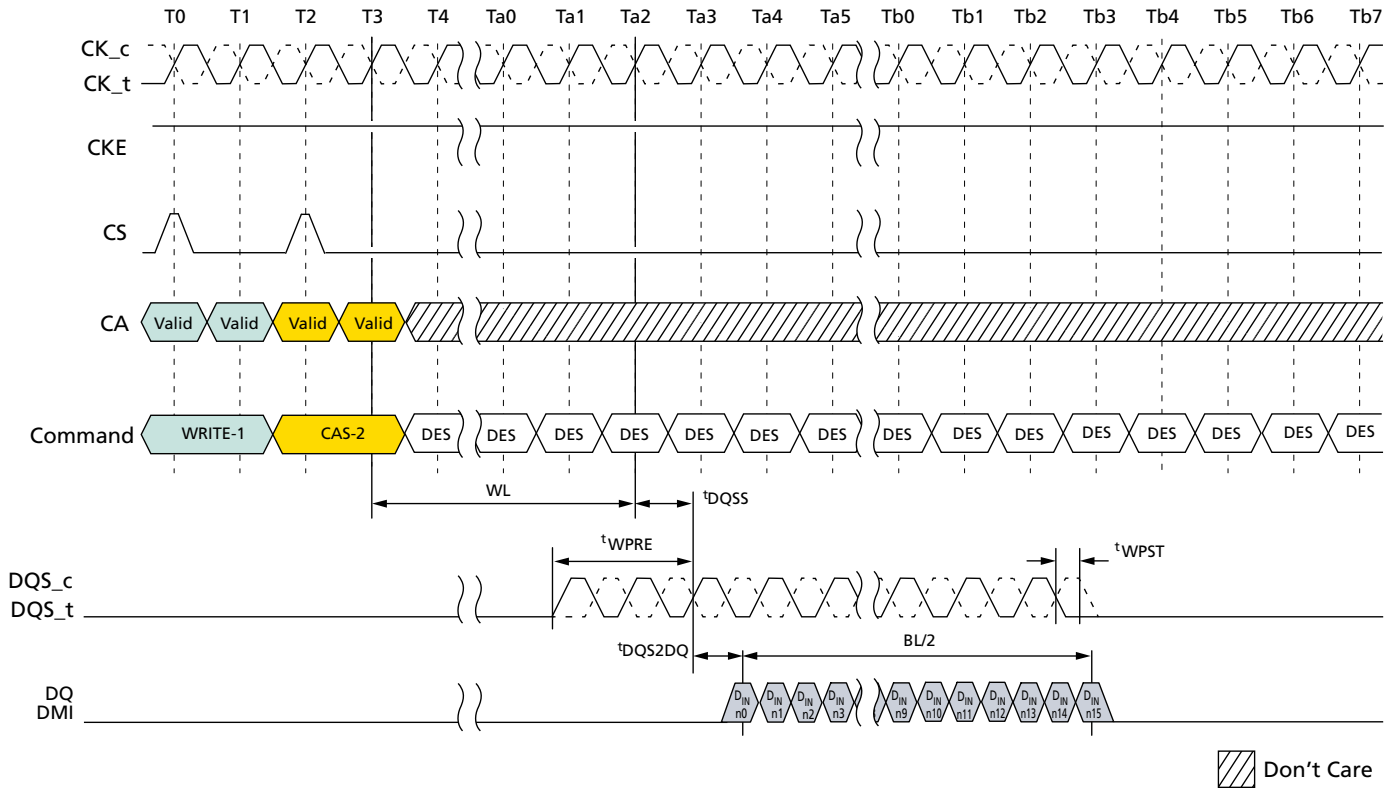 T0 T1 T2 T3 T4 Ta0 Ta1 Ta2 Ta3 Ta4 Ta5 Tb0 Tb1 Tb2 Tb3 Tb4 Tb5 Tb6 Tb7
CK_c
CK_t
CKE
CS
CA Valid Valid Valid Valid
Command WRITE-1 CAS-2 DES DES DES DES DES DES DES DES DES DES DES DES DES DES DES
WL tDQSS
tWPRE tWPST
DQS_c
DQS_t
tDQS2DQ BL/2
DQ
DMI
DIN n0 DIN n1 DIN n2 DIN n3 DIN n9 DIN n10 DIN n11 DIN n12 DIN n13 DIN n14 DIN n15
Don't Care